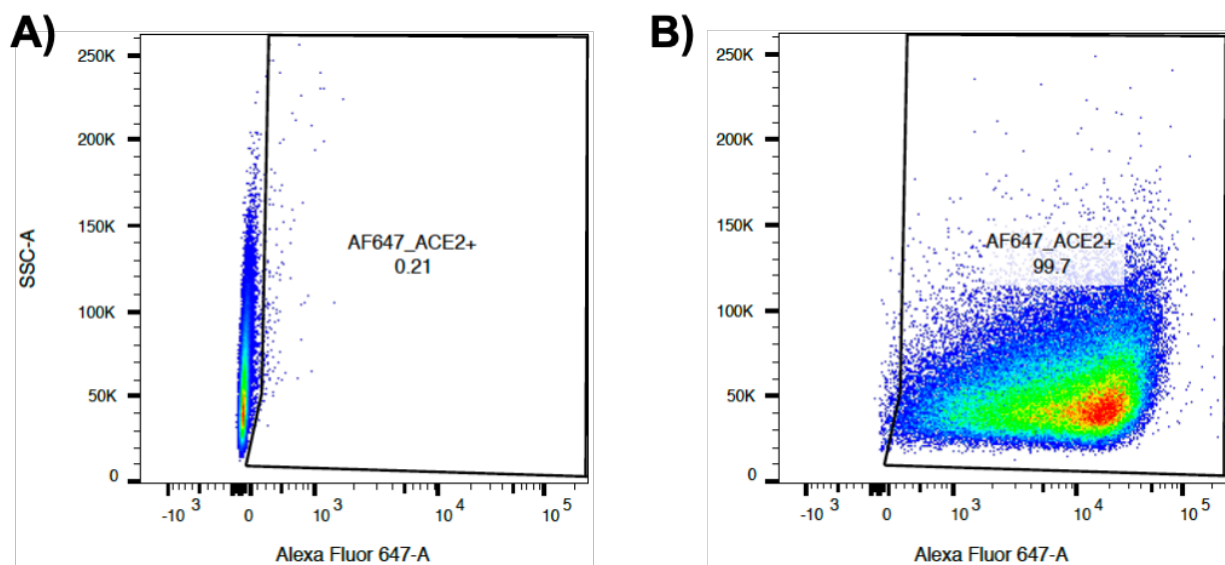 A)
250K
200K
150K
100K
50K
0
SSC-A
AF647_ACE2+
0.21
-10 3 0 10 3 10 4 10 5
Alexa Fluor 647-A
B)
250K
200K
150K
100K
50K
0
AF647_ACE2+
99.7
-10 3 0 10 3 10 4 10 5
Alexa Fluor 647-A